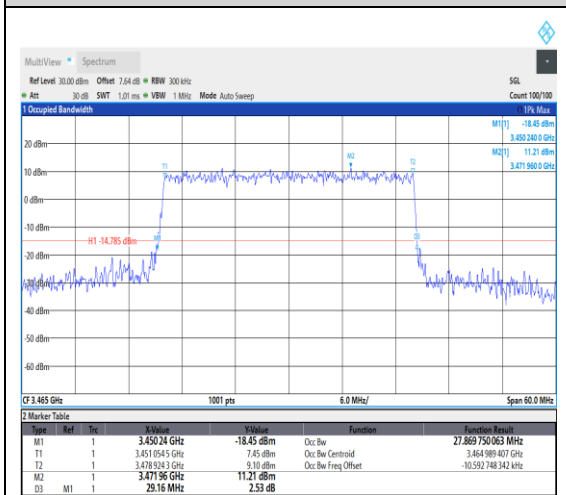 MultiView Spectrum
Ref Level 30.00 dBm Offset 7.64 dB RBW 300 kHz SGL
Att 30 dB SWT 1.01 ms VBW 1 MHz Mode Auto Sweep Count 100/100
1 Occupied Bandwidth 1Pk Max
M1[1] -18.45 dBm
3.450 240 0 GHz
M2[1] 11.21 dBm
3.471 960 0 GHz
20 dBm
M2
T1
T2
0 dBm
-10 dBm
H1 -14.785 dBm
M1
D3
-20 dBm
-30 dBm
-50 dBm
-60 dBm
CF 3.465 GHz 1001 pts 6.0 MHz/ Span 60.0 MHz
2 Marker Table
Type Ref Trc X-Value Y-Value Function Function Result
M1 1 3.450 24 GHz -18.45 dBm Occ Bw 27.869 750 063 MHz
T1 1 3.451 054 5 GHz 7.45 dBm Occ Bw Centroid 3.464 989 407 GHz
T2 1 3.478 924 3 GHz 9.10 dBm Occ Bw Freq Offset -10.592 748 342 kHz
M2 1 3.471 96 GHz 11.21 dBm
D3 M1 1 29.16 MHz 2.53 dB